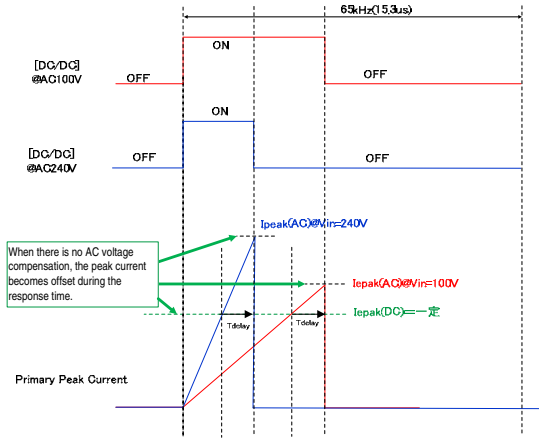 65kHz(15.3us)
ON
[DC/DC]
@AC100V
OFF
OFF
ON
[DC/DC]
@AC240V
OFF
OFF
Ipeak(AC)@Vin=240V
When there is no AC voltage
compensation, the peak current
becomes offset during the
response time.
Iepak(AC)@Vin=100V
Iepak(DC)=一定
Tdelay
Tdelay
Primary Peak Current